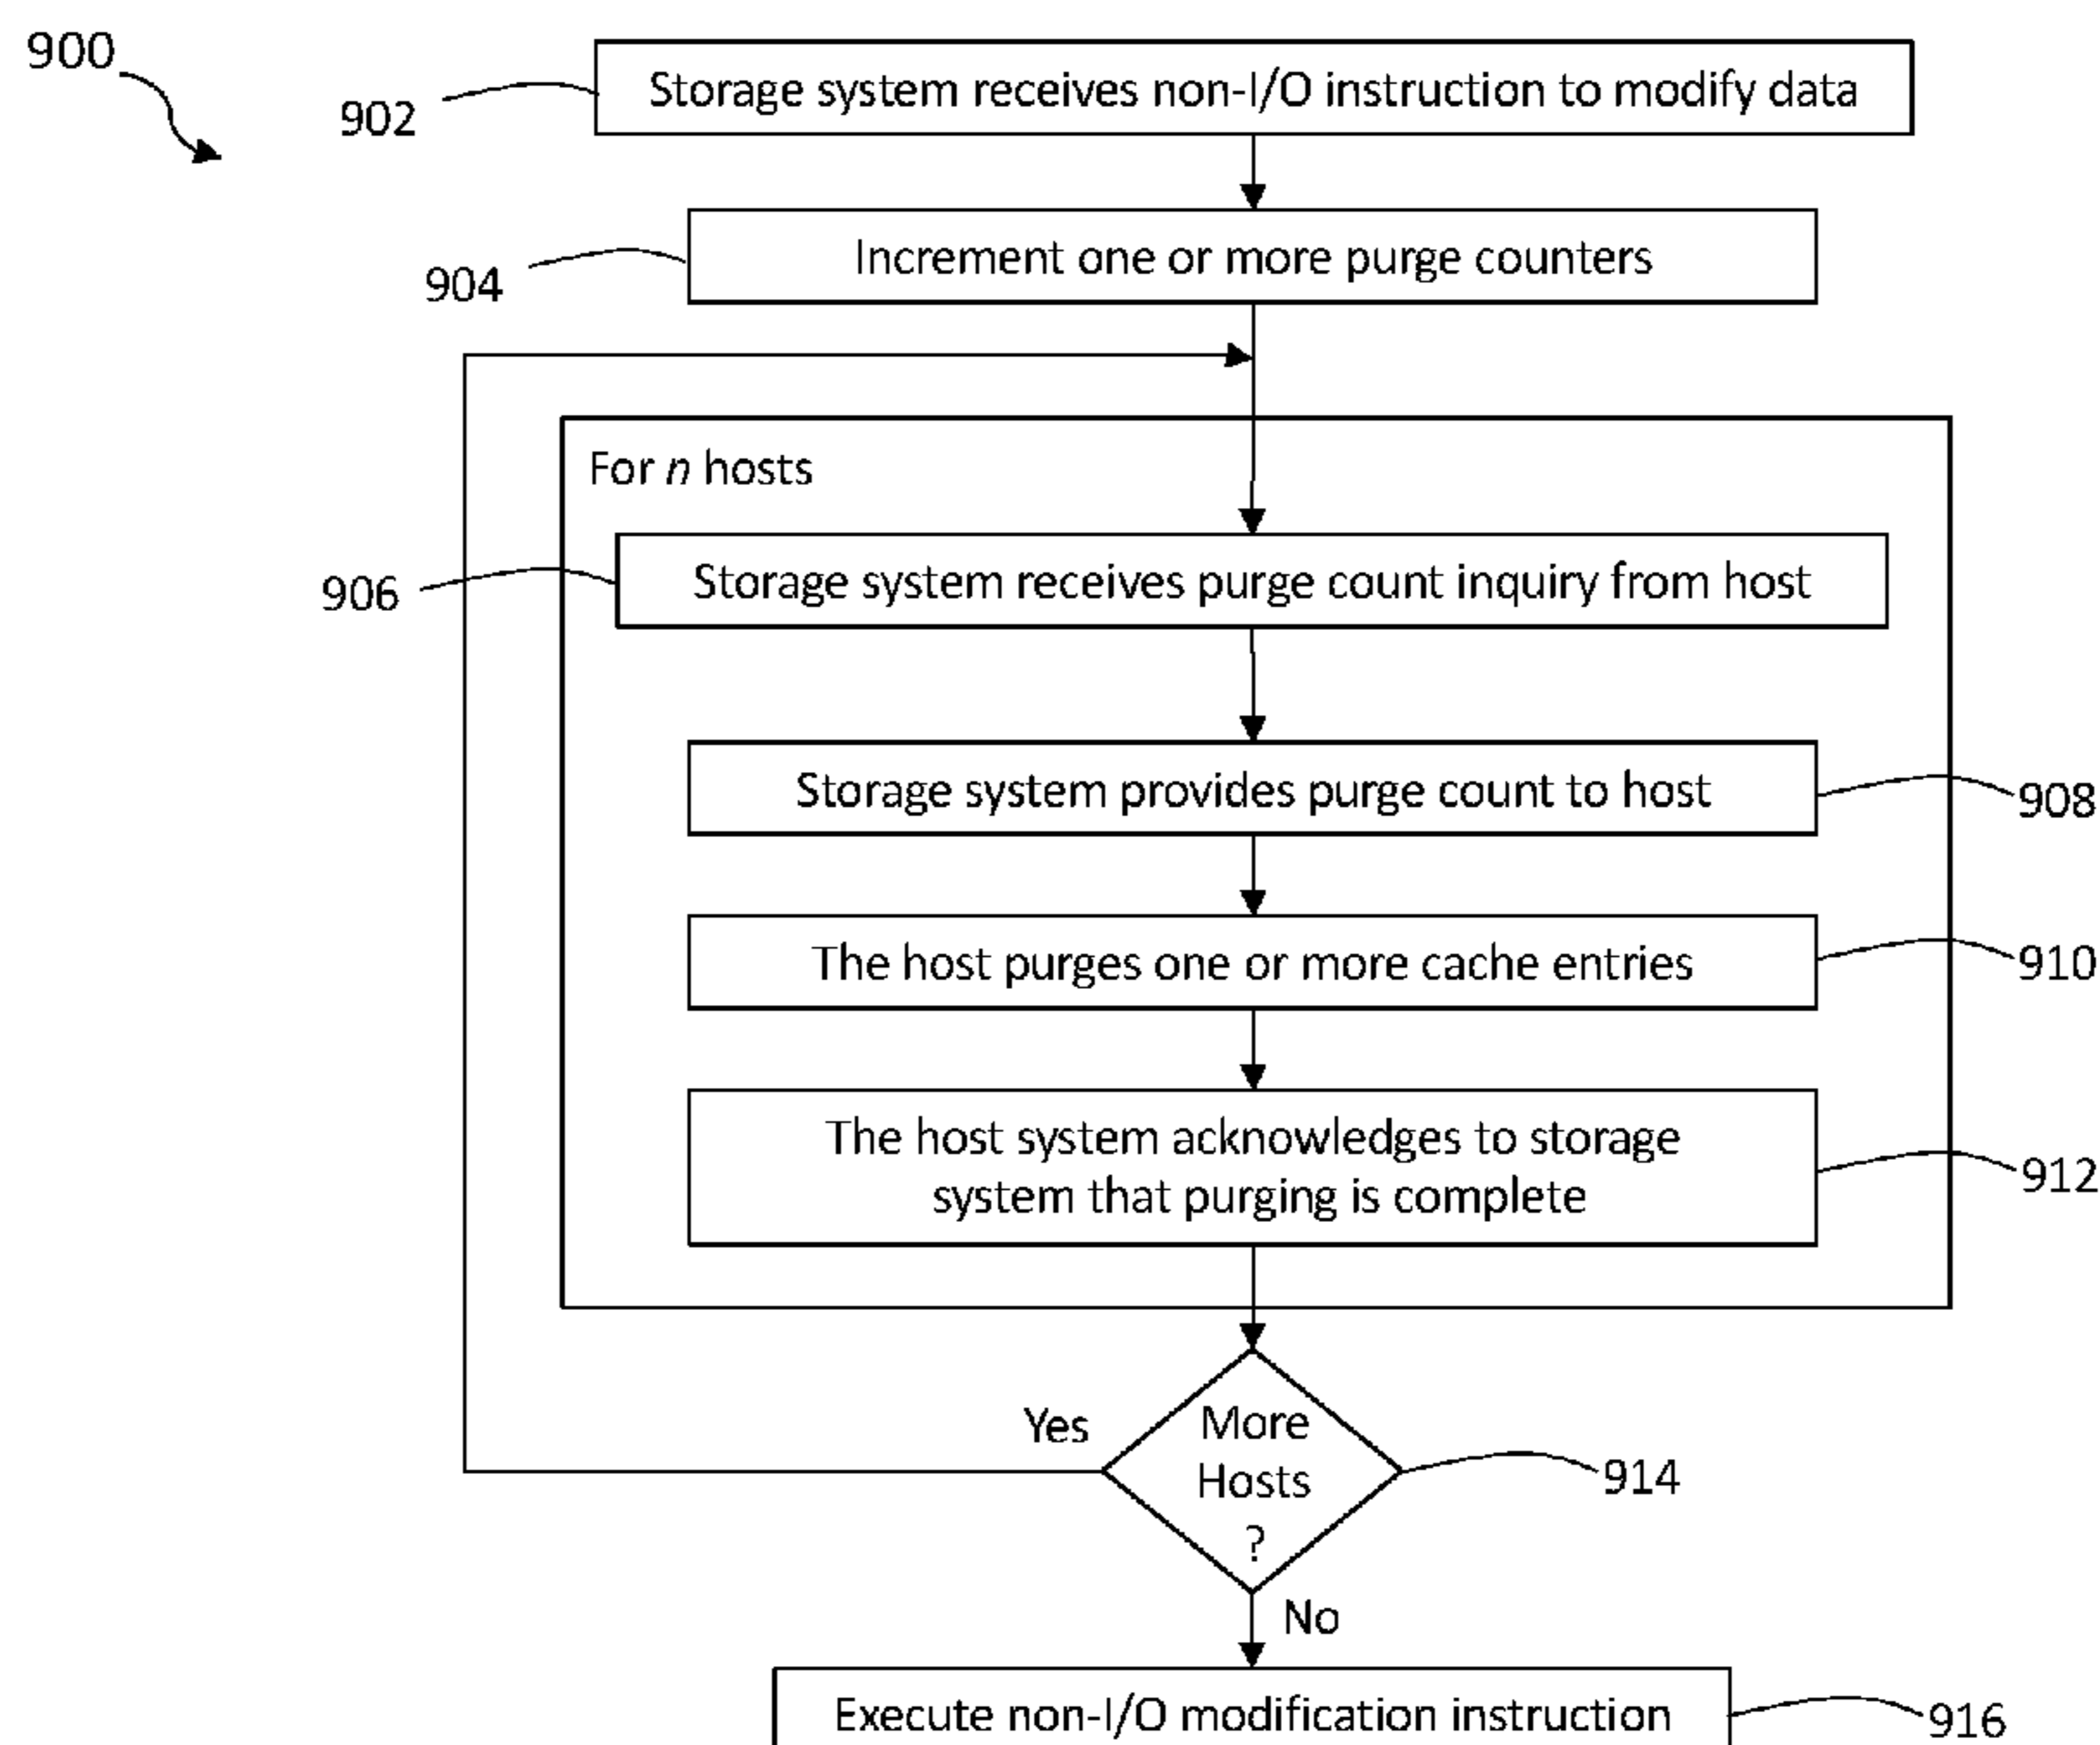 900
902
Storage system receives non-I/O instruction to modify data
904
Increment one or more purge counters
For n hosts
906
Storage system receives purge count inquiry from host
Storage system provides purge count to host
908
The host purges one or more cache entries
910
The host system acknowledges to storage
system that purging is complete
912
Yes
More
Hosts
?
914
No
Execute non-I/O modification instruction
916